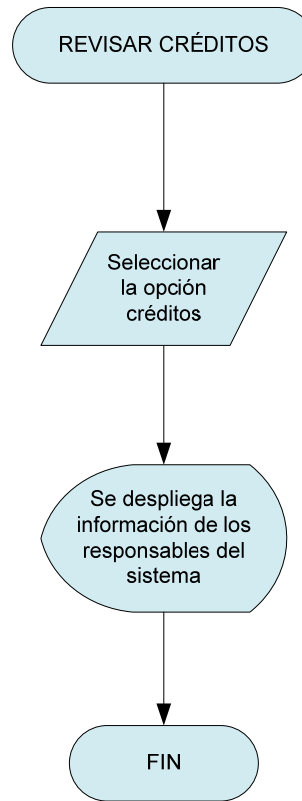 REVISAR CRÉDITOS
Seleccionar
la opción
créditos
Se despliega la
información de los
responsables del
sistema
FIN